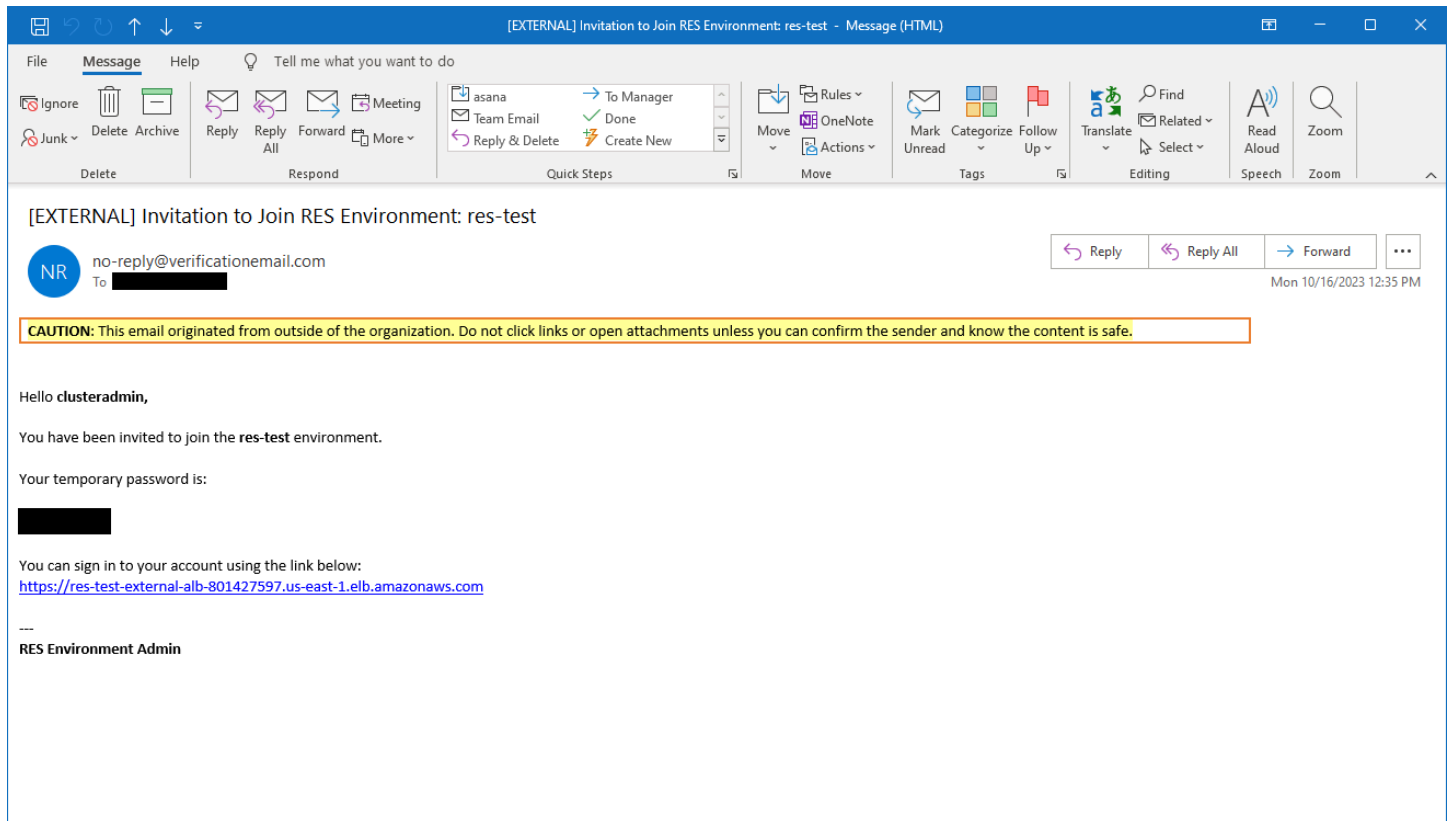 [EXTERNAL] Invitation to Join RES Environment: res-test - Message (HTML)
File Message Help Tell me what you want to do
Ignore
Junk
Delete Archive
Reply Reply All Forward
Meeting
More
asana To Manager
Team Email Done
Reply & Delete Create New
Move
Rules
OneNote
Actions
Mark Unread Categorize Follow Up
Translate
Find
Related
Select
Read Aloud
Zoom
Delete Respond Quick Steps Move Tags Editing Speech Zoom
[EXTERNAL] Invitation to Join RES Environment: res-test
NR
no-reply@verificationemail.com
To
Reply Reply All Forward
Mon 10/16/2023 12:35 PM
CAUTION: This email originated from outside of the organization. Do not click links or open attachments unless you can confirm the sender and know the content is safe.
Hello clusteradmin,
You have been invited to join the res-test environment.
Your temporary password is:
You can sign in to your account using the link below:
https://res-test-external-alb-801427597.us-east-1.elb.amazonaws.com
---
RES Environment Admin